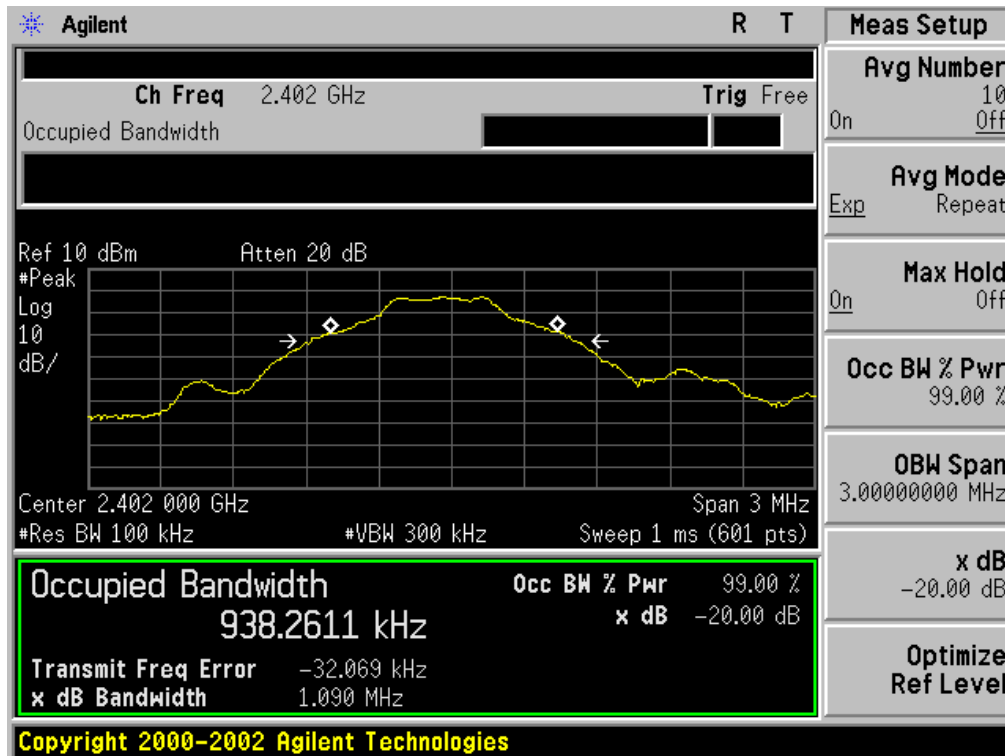 Agilent R T
Meas Setup
Ch Freq 2.402 GHz Trig Free
Occupied Bandwidth
Ref 10 dBm Atten 20 dB
#Peak
Log
10
dB/
Center 2.402 000 GHz Span 3 MHz
#Res BW 100 kHz #VBW 300 kHz Sweep 1 ms (601 pts)
Occupied Bandwidth Occ BW % Pwr 99.00 %
938.2611 kHz x dB -20.00 dB
Transmit Freq Error -32.069 kHz
x dB Bandwidth 1.090 MHz
Avg Number
10
On Off
Avg Mode
Exp Repeat
Max Hold
On Off
Occ BW % Pwr
99.00 %
OBW Span
3.00000000 MHz
x dB
-20.00 dB
Optimize
Ref Level
Copyright 2000-2002 Agilent Technologies